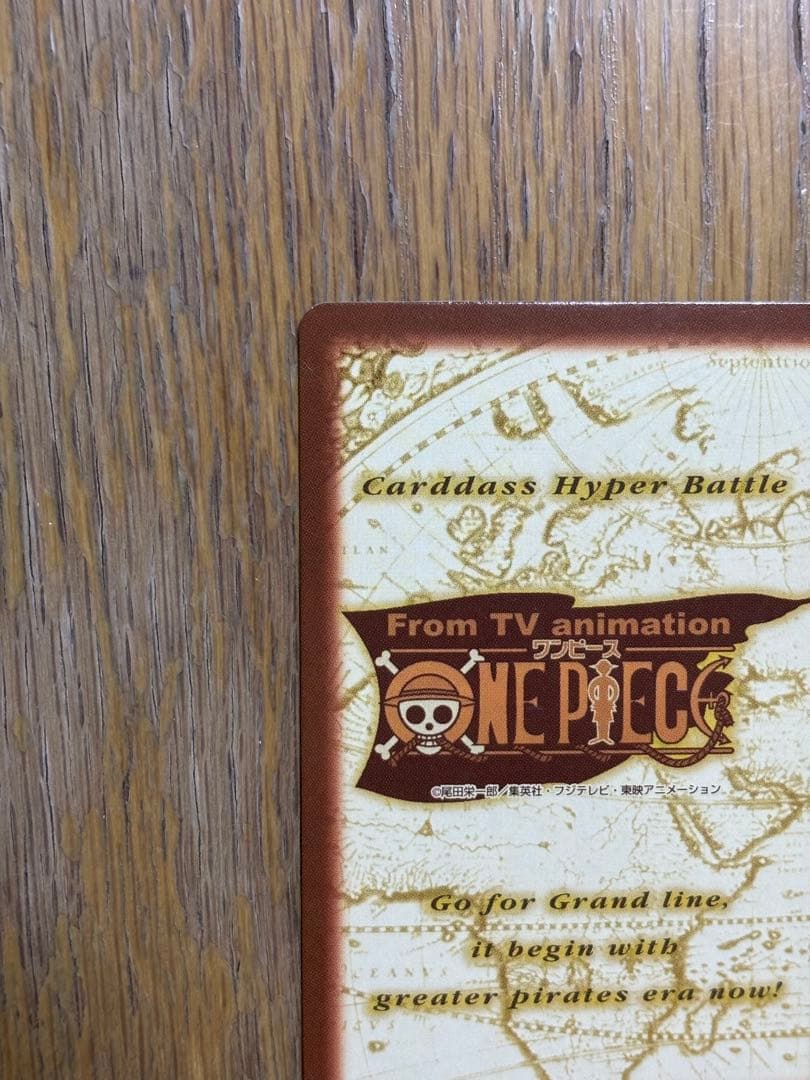 Septentrio
Carddass Hyper Battle
From TV animation
ワンピース
ONE PIECE
©尾田栄一郎／集英社・フジテレビ・東映アニメーション
Go for Grand line,
it begin with
greater pirates era now!